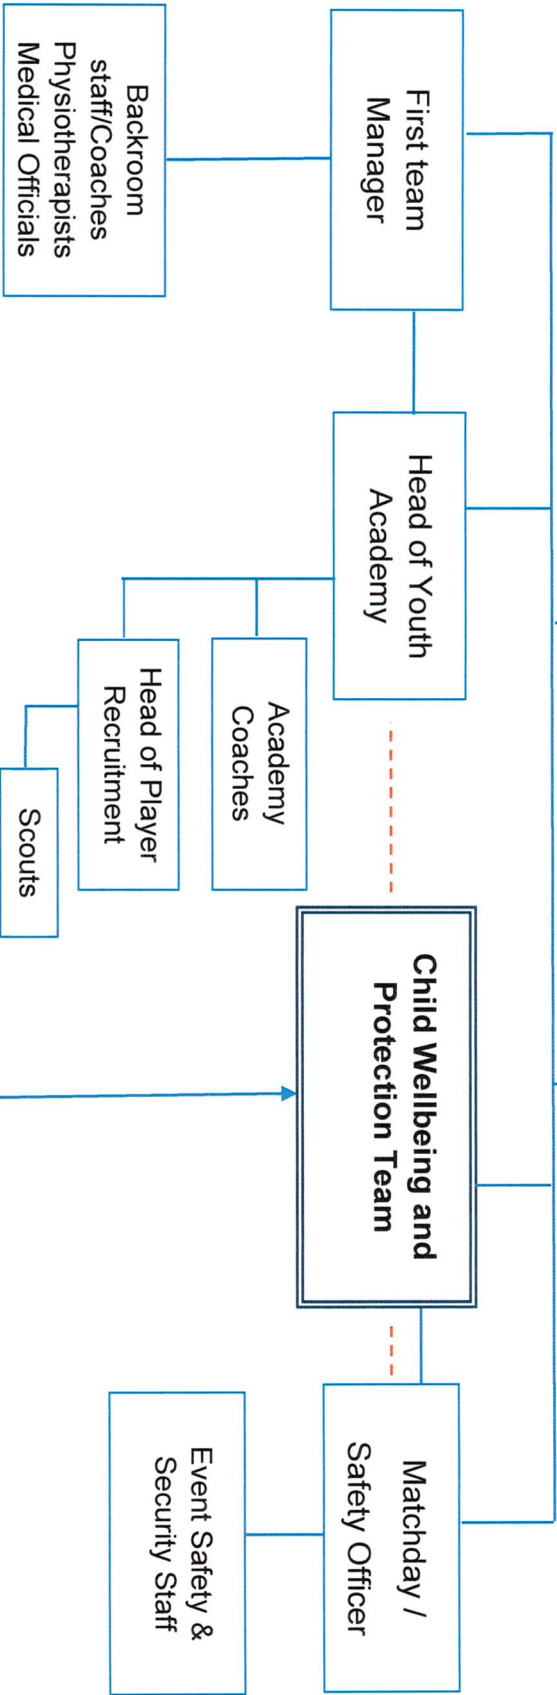 First team
Manager
Backroom
staff/Coaches
Physiotherapists
Medical Officials
Head of Youth
Academy
Academy
Coaches
Head of Player
Recruitment
Scouts
Child Wellbeing and
Protection Team
Matchday /
Safety Officer
Event Safety &
Security Staff